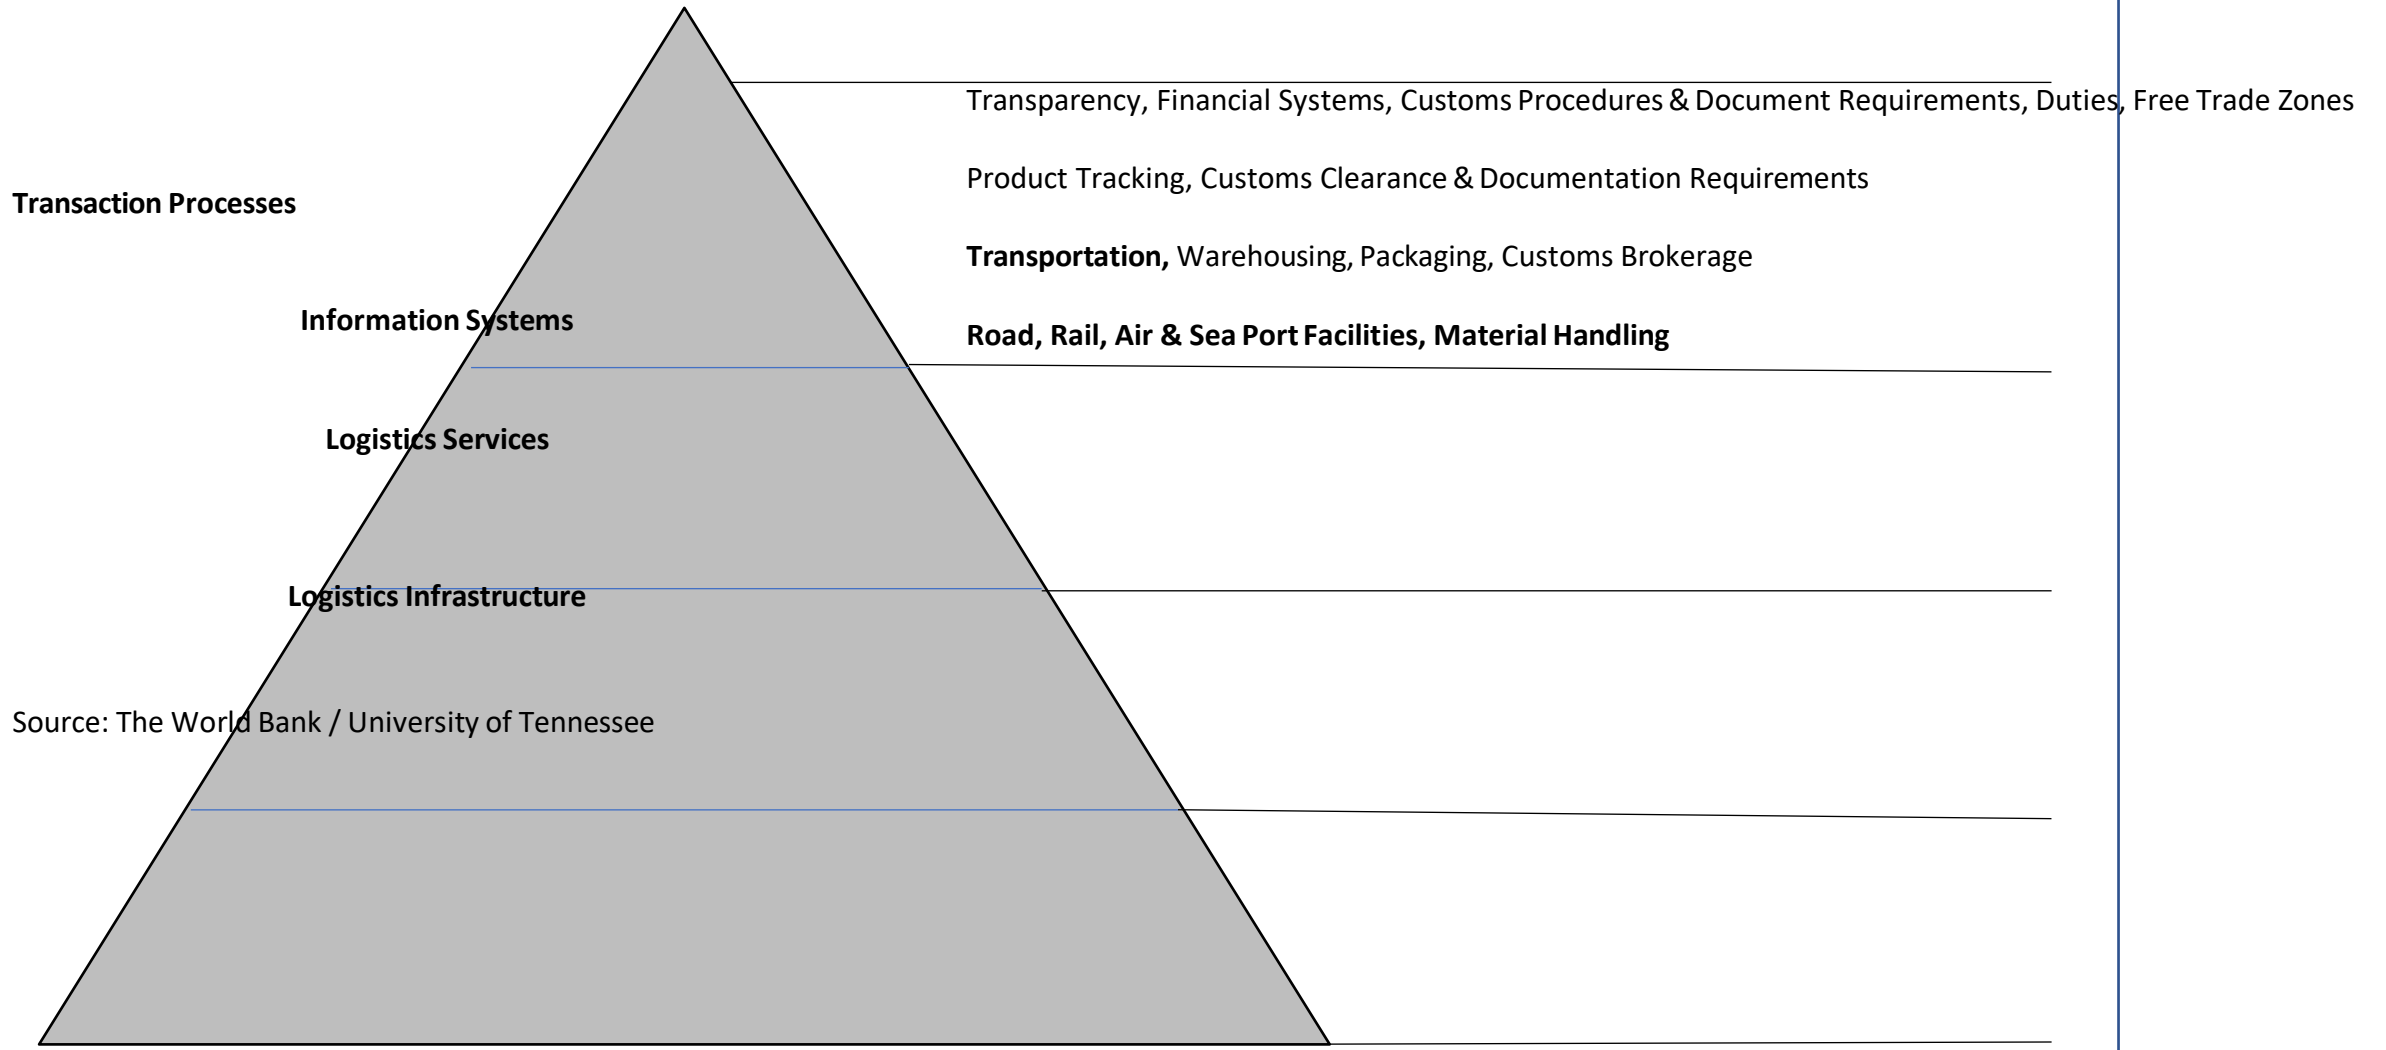 Transparency, Financial Systems, Customs Procedures & Document Requirements, Duties, Free Trade Zones
Product Tracking, Customs Clearance & Documentation Requirements
Transaction Processes
Transportation, Warehousing, Packaging, Customs Brokerage
Information Systems
Road, Rail, Air & Sea Port Facilities, Material Handling
Logistics Services
Logistics Infrastructure
Source: The World Bank / University of Tennessee